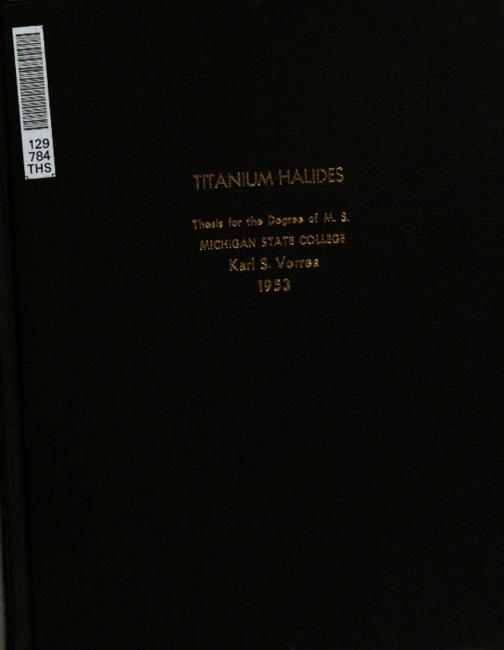 129
784
THS
TITANIUM HALIDES
Thesis for the Degree of M. S.
MICHIGAN STATE COLLEGE
Karl S. Vorres
1953